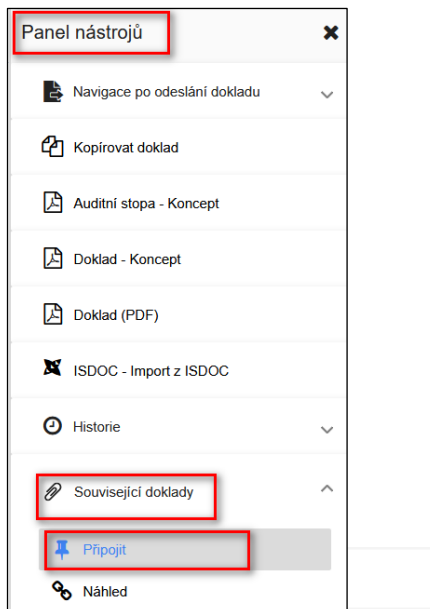 Panel nástrojů
Navigace po odeslání dokladu
Kopírovat doklad
Auditní stopa - Koncept
Doklad - Koncept
Doklad (PDF)
ISDOC - Import z ISDOC
Historie
Související doklady
Připojit
Náhled